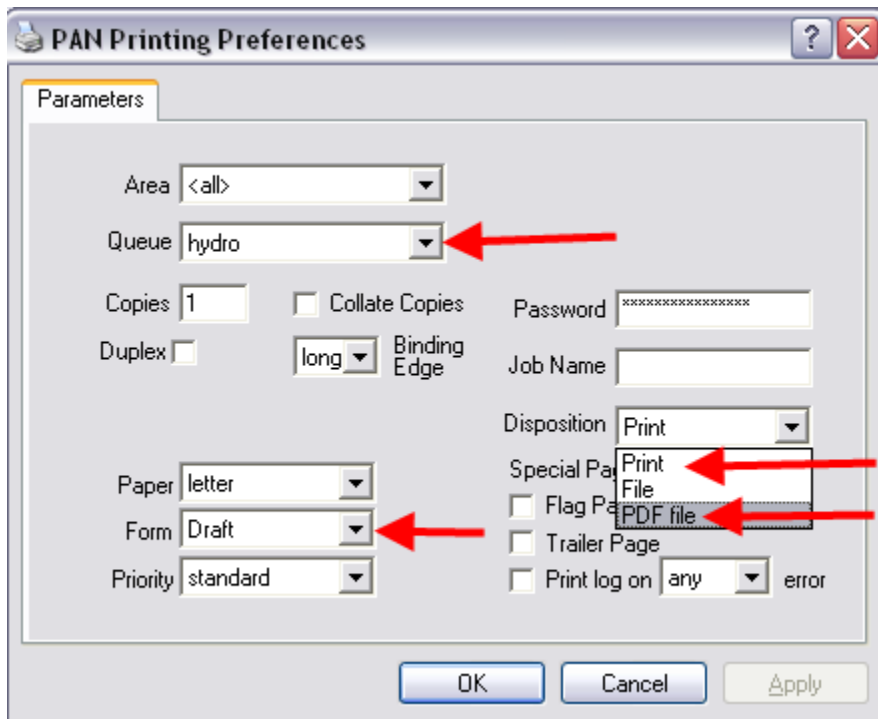 PAN Printing Preferences
Parameters
Area <all>
Queue hydro
Copies 1 Collate Copies Password ****************
Duplex long Binding Edge Job Name
Disposition Print
Paper letter Special Pa Print
File
Form Draft Flag Pa PDF file
Trailer Page
Priority standard Print log on any error
OK Cancel Apply